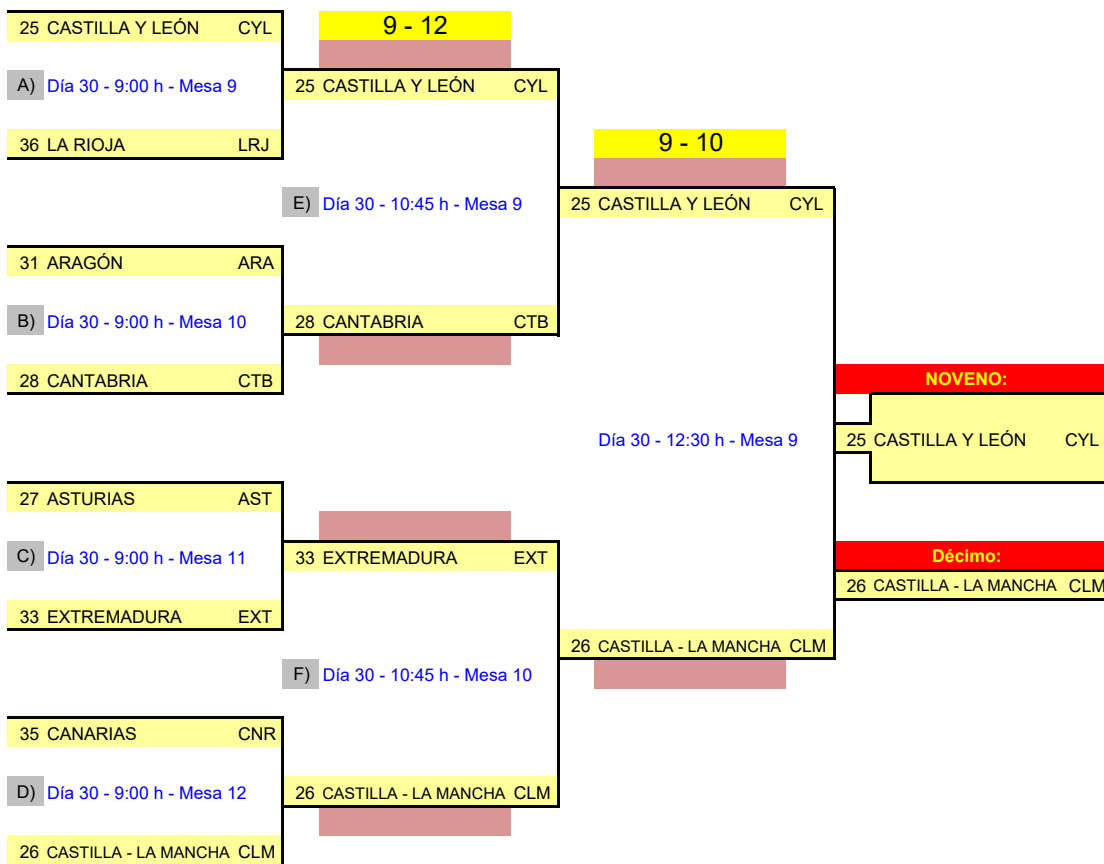 25 CASTILLA Y LEÓN CYL
9 - 12
A) Día 30 - 9:00 h - Mesa 9
25 CASTILLA Y LEÓN CYL
36 LA RIOJA LRJ
9 - 10
E) Día 30 - 10:45 h - Mesa 9
25 CASTILLA Y LEÓN CYL
31 ARAGÓN ARA
B) Día 30 - 9:00 h - Mesa 10
28 CANTABRIA CTB
28 CANTABRIA CTB
NOVENO:
Día 30 - 12:30 h - Mesa 9
25 CASTILLA Y LEÓN CYL
27 ASTURIAS AST
C) Día 30 - 9:00 h - Mesa 11
33 EXTREMADURA EXT
Décimo:
26 CASTILLA - LA MANCHA CLM
33 EXTREMADURA EXT
26 CASTILLA - LA MANCHA CLM
F) Día 30 - 10:45 h - Mesa 10
35 CANARIAS CNR
D) Día 30 - 9:00 h - Mesa 12
26 CASTILLA - LA MANCHA CLM
26 CASTILLA - LA MANCHA CLM